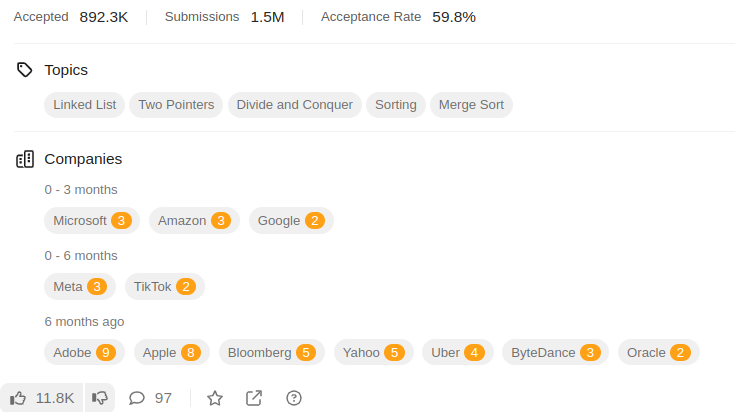 Accepted 892.3K Submissions 1.5M Acceptance Rate 59.8%
Topics
Linked List Two Pointers Divide and Conquer Sorting Merge Sort
Companies
0 - 3 months
Microsoft 3 Amazon 3 Google 2
0 - 6 months
Meta 3 TikTok 2
6 months ago
Adobe 9 Apple 8 Bloomberg 5 Yahoo 5 Uber 4 ByteDance 3 Oracle 2
11.8K 97